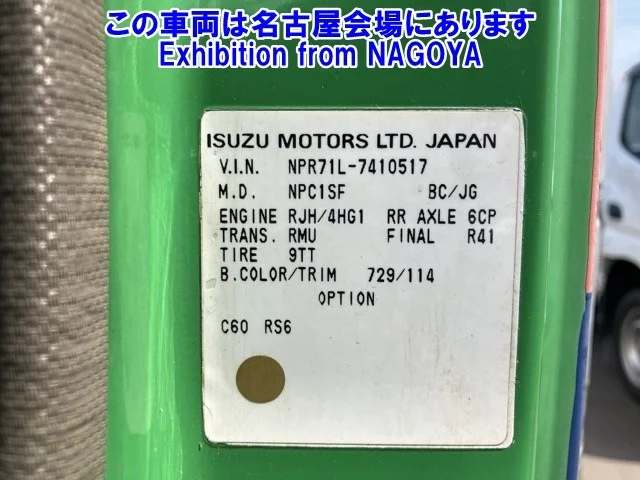 この車両は名古屋会場にあります
Exhibition from NAGOYA
ISUZU MOTORS LTD. JAPAN
V.I.N. NPR71L-7410517
M.D. NPC1SF BC/JG
ENGINE RJH/4HG1 RR AXLE 6CP
TRANS. RMU FINAL R41
TIRE 9TT
B.COLOR/TRIM 729/114
OPTION
C60 RS6